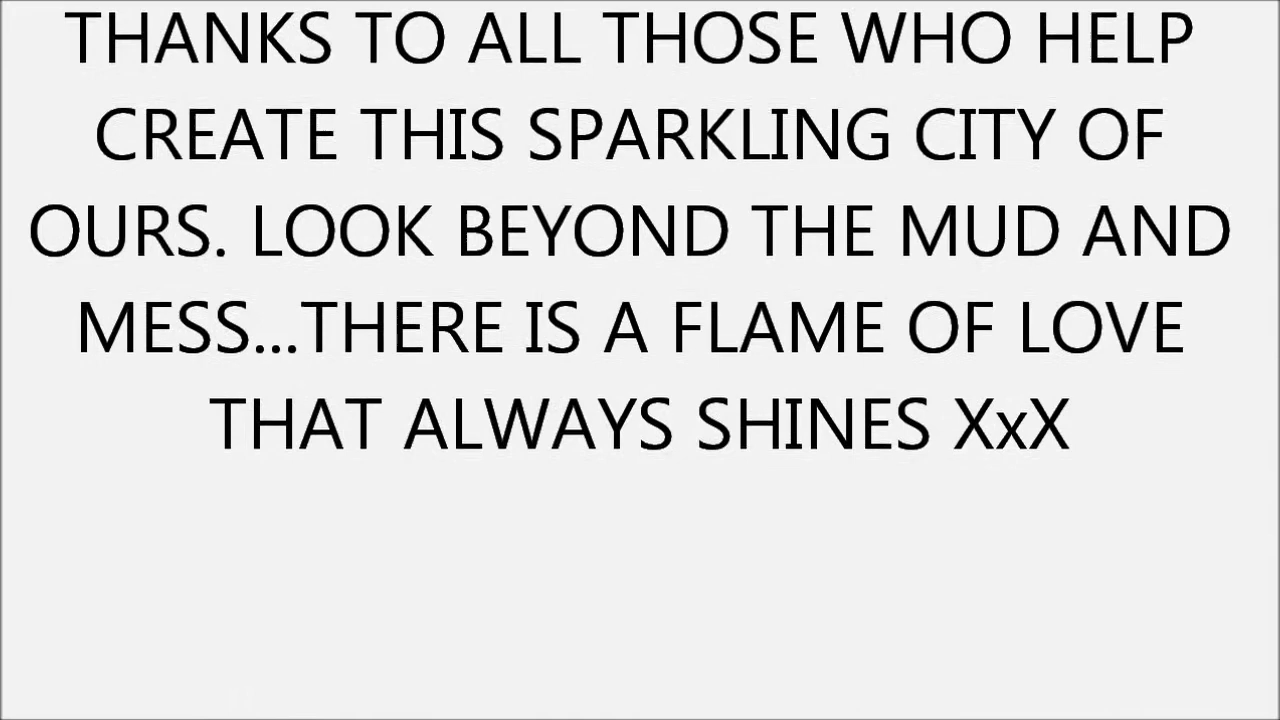 THANKS TO ALL THOSE WHO HELP
CREATE THIS SPARKLING CITY OF
OURS. LOOK BEYOND THE MUD AND
MESS...THERE IS A FLAME OF LOVE
THAT ALWAYS SHINES XxX